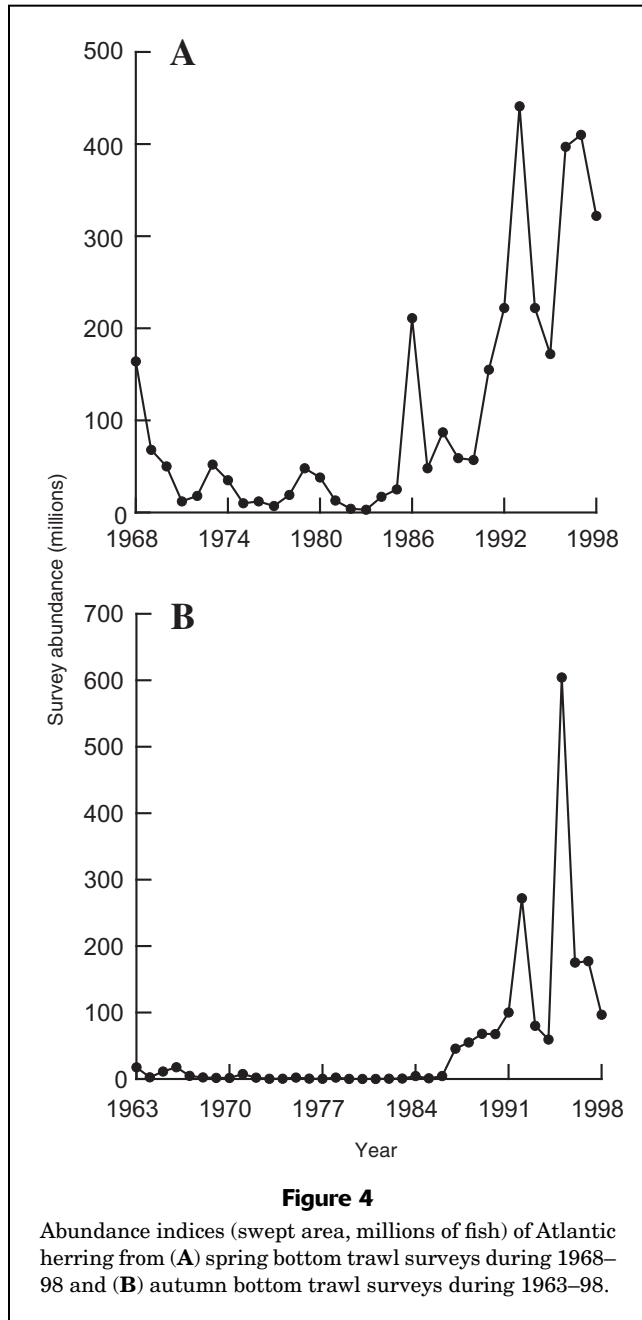 A
500
400
300
200
100
0
1968 1974 1980 1986 1992 1998
Survey abundance (millions)
B
700
600
500
400
300
200
100
0
1963 1970 1977 1984 1991 1998
Year
Figure 4
Abundance indices (swept area, millions of fish) of Atlantic
herring from (A) spring bottom trawl surveys during 1968–
98 and (B) autumn bottom trawl surveys during 1963–98.